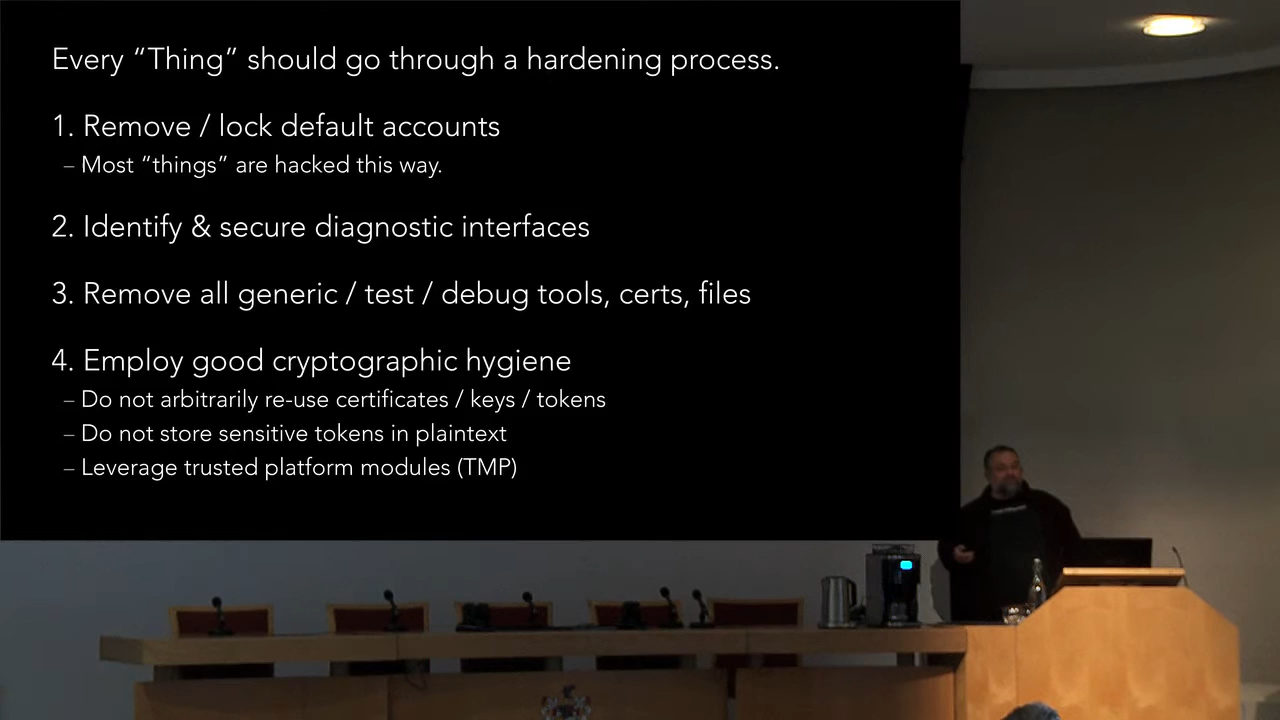 Every “Thing” should go through a hardening process.
1. Remove / lock default accounts
– Most “things” are hacked this way.
2. Identify & secure diagnostic interfaces
3. Remove all generic / test / debug tools, certs, files
4. Employ good cryptographic hygiene
– Do not arbitrarily re-use certificates / keys / tokens
– Do not store sensitive tokens in plaintext
– Leverage trusted platform modules (TMP)